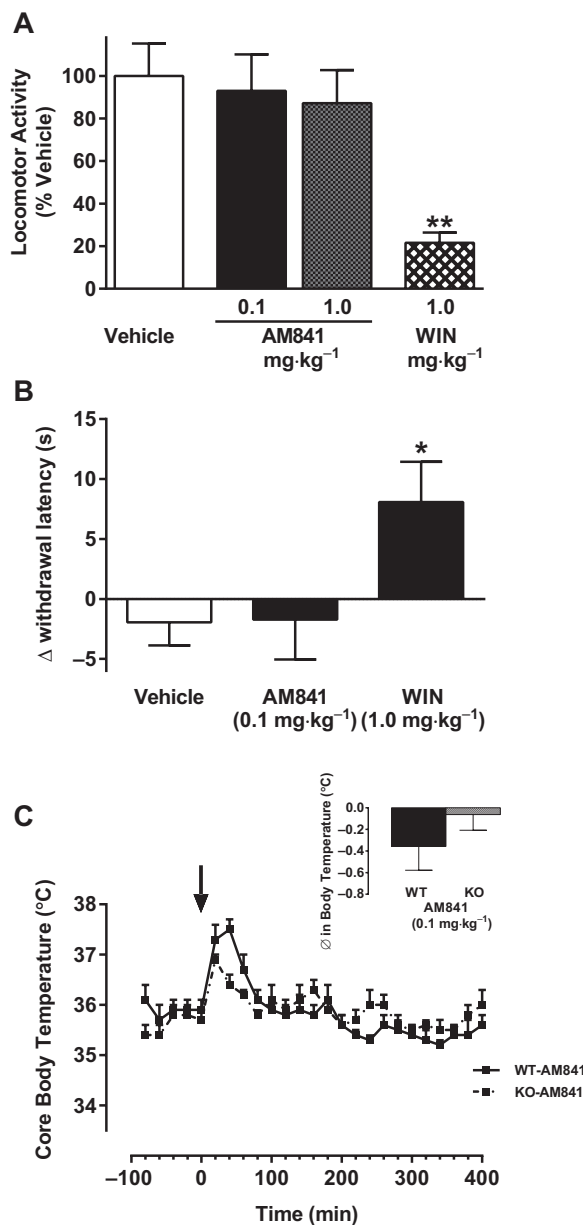 A
Locomotor Activity
(% Vehicle)
120
100
80
60
40
20
0
**
0.1 1.0 1.0
Vehicle AM841 WIN
mg·kg⁻¹ mg·kg⁻¹
B
Δ withdrawal latency (s)
15
10
5
0
–5
*
Vehicle AM841 WIN
(0.1 mg·kg⁻¹) (1.0 mg·kg⁻¹)
C
∅ in Body Temperature (°C)
0.0
–0.2
–0.4
–0.6
–0.8
WT KO
AM841
(0.1 mg·kg⁻¹)
Core Body Temperature (°C)
38
37
36
35
34
WT-AM841
KO-AM841
–100 0 100 200 300 400
Time (min)